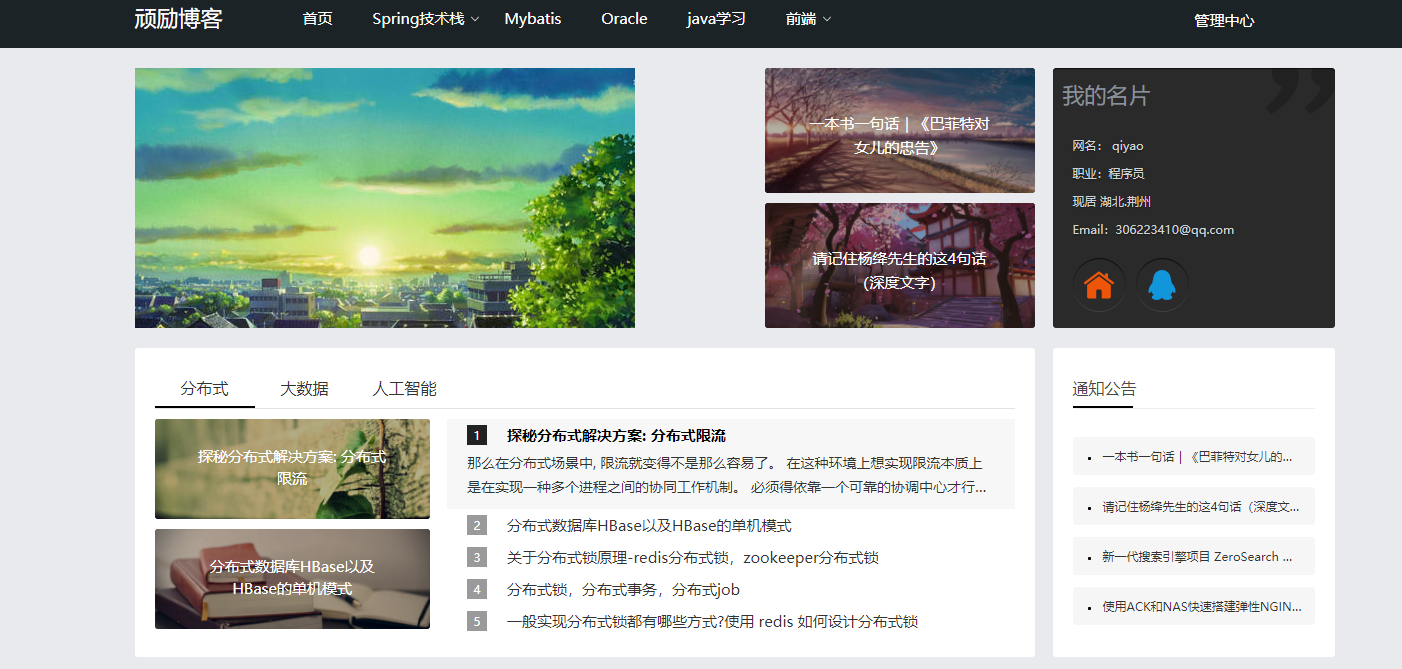 顽励博客
首页 Spring技术栈 Mybatis Oracle java学习 前端 管理中心
一本书一句话 | 《巴菲特对
女儿的忠告》
请记住杨绛先生的这4句话
(深度文字)
我的名片
网名： qiyao
职业：程序员
现居 湖北.荆州
Email：306223410@qq.com
分布式 大数据 人工智能
探秘分布式解决方案: 分布式
限流
分布式数据库HBase以及
HBase的单机模式
1 探秘分布式解决方案: 分布式限流
那么在分布式场景中, 限流就变得不是那么容易了。 在这种环境上想实现限流本质上
是在实现一种多个进程之间的协同工作机制。 必须得依靠一个可靠的协调中心才行...
2 分布式数据库HBase以及HBase的单机模式
3 关于分布式锁原理-redis分布式锁，zookeeper分布式锁
4 分布式锁，分布式事务，分布式job
5 一般实现分布式锁都有哪些方式?使用 redis 如何设计分布式锁
通知公告
一本书一句话 | 《巴菲特对女儿的...
请记住杨绛先生的这4句话（深度文...
新一代搜索引擎项目 ZeroSearch ...
使用ACK和NAS快速搭建弹性NGIN...